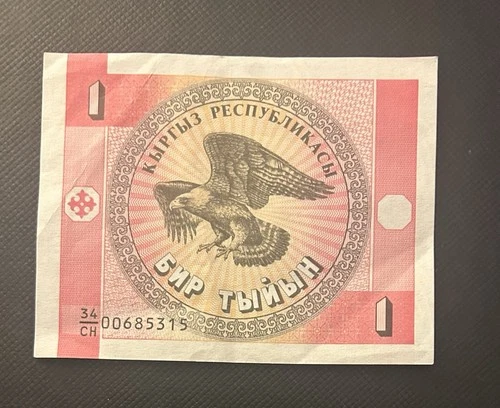 1
КЫРГЫЗ РЕСПУБЛИКАСЫ
БИР ТЫЙЫН
1
34
СН 00685315